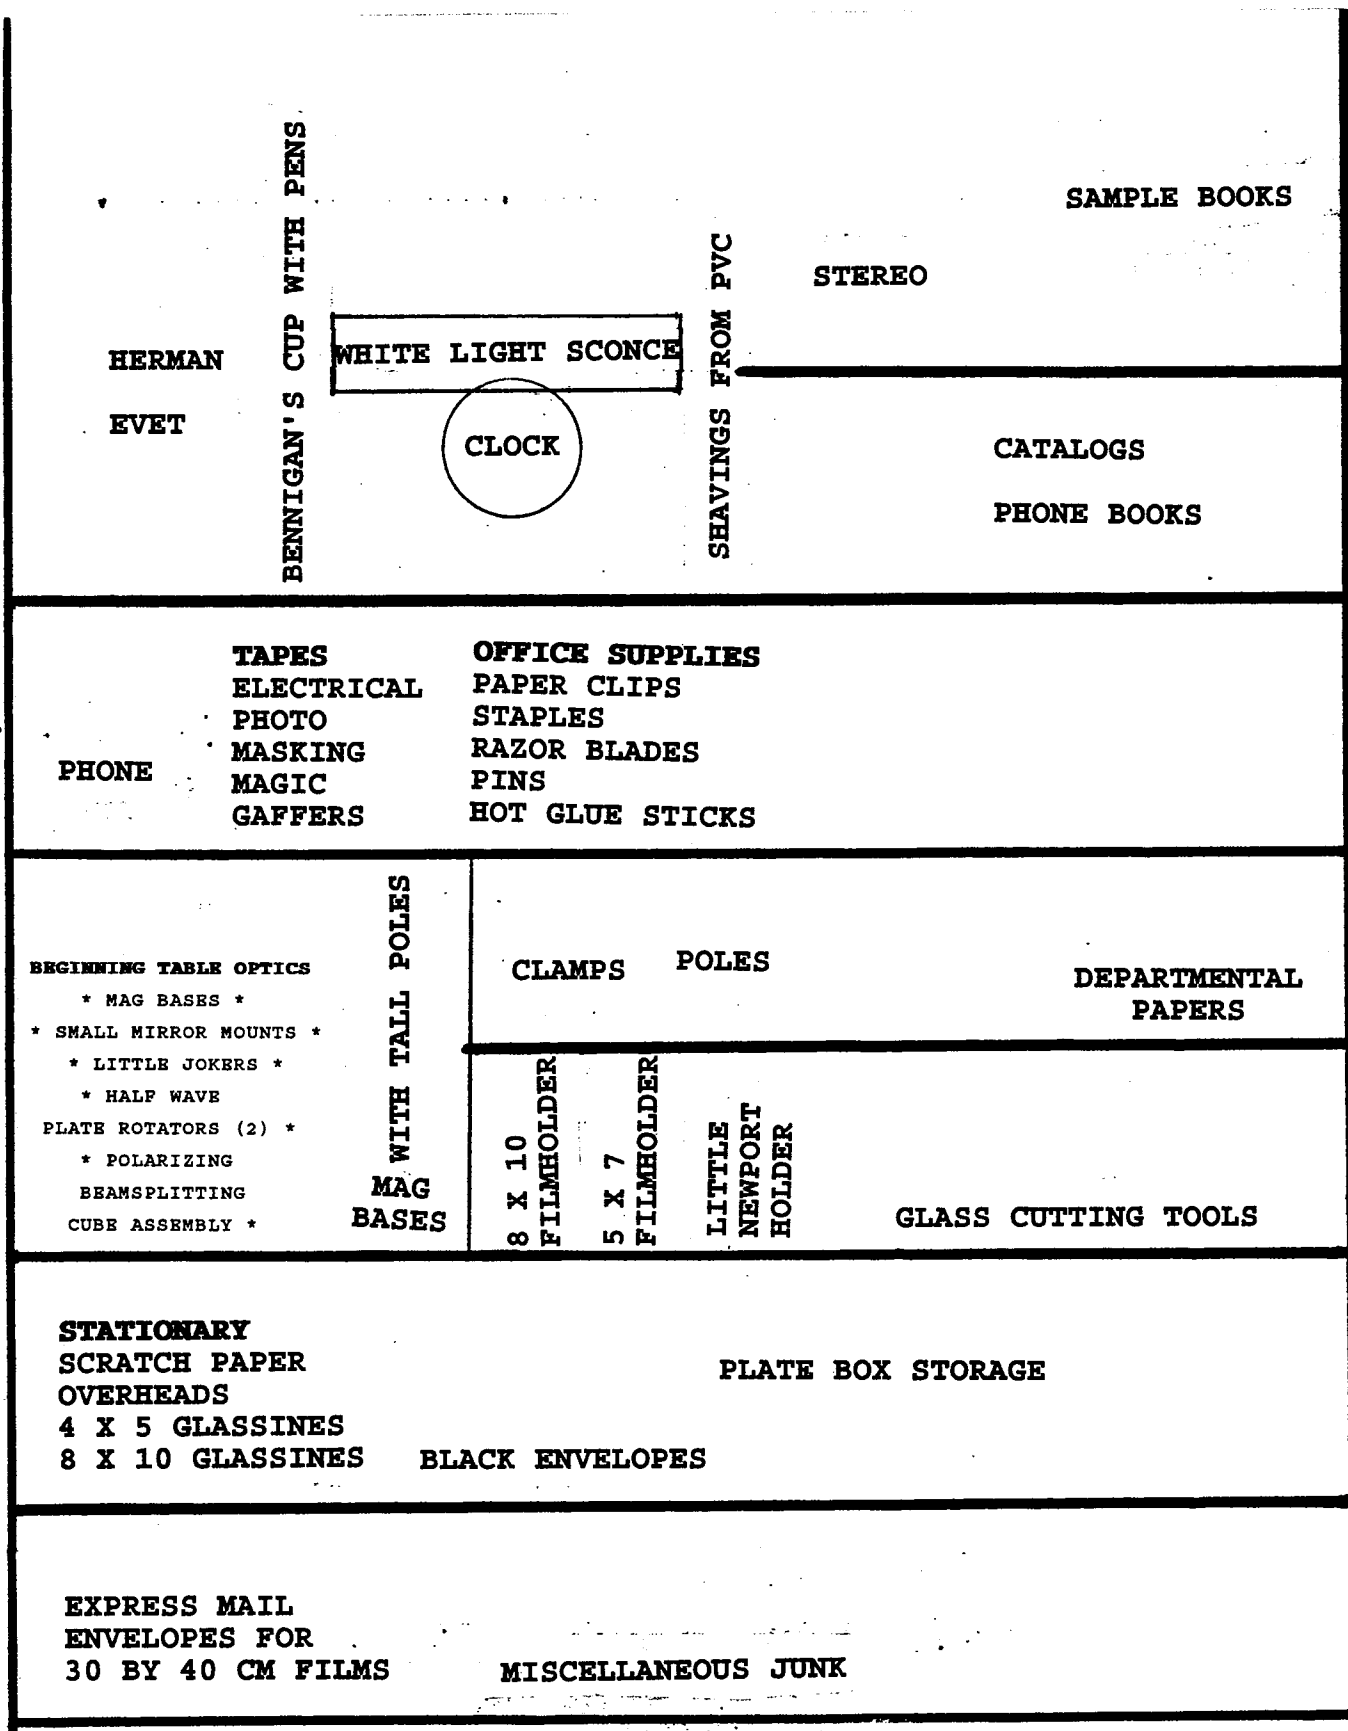 SAMPLE BOOKS
STEREO
BENNIGAN'S CUP WITH PENS
SHAVINGS FROM PVC
WHITE LIGHT SCONCE
HERMAN
EVET
CLOCK
CATALOGS
PHONE BOOKS
PHONE
TAPES
ELECTRICAL
PHOTO
MASKING
MAGIC
GAFFERS
OFFICE SUPPLIES
PAPER CLIPS
STAPLES
RAZOR BLADES
PINS
HOT GLUE STICKS
BEGINNING TABLE OPTICS
* MAG BASES *
* SMALL MIRROR MOUNTS *
* LITTLE JOKERS *
* HALF WAVE
PLATE ROTATORS (2) *
* POLARIZING
BEAMSPLITTING
CUBE ASSEMBLY *
MAG
BASES
WITH TALL POLES
CLAMPS
POLES
DEPARTMENTAL
PAPERS
8 X 10
FILMHOLDER
5 X 7
FILMHOLDER
LITTLE
NEWPORT
HOLDER
GLASS CUTTING TOOLS
STATIONARY
SCRATCH PAPER
OVERHEADS
4 X 5 GLASSINES
8 X 10 GLASSINES
BLACK ENVELOPES
PLATE BOX STORAGE
EXPRESS MAIL
ENVELOPES FOR
30 BY 40 CM FILMS
MISCELLANEOUS JUNK